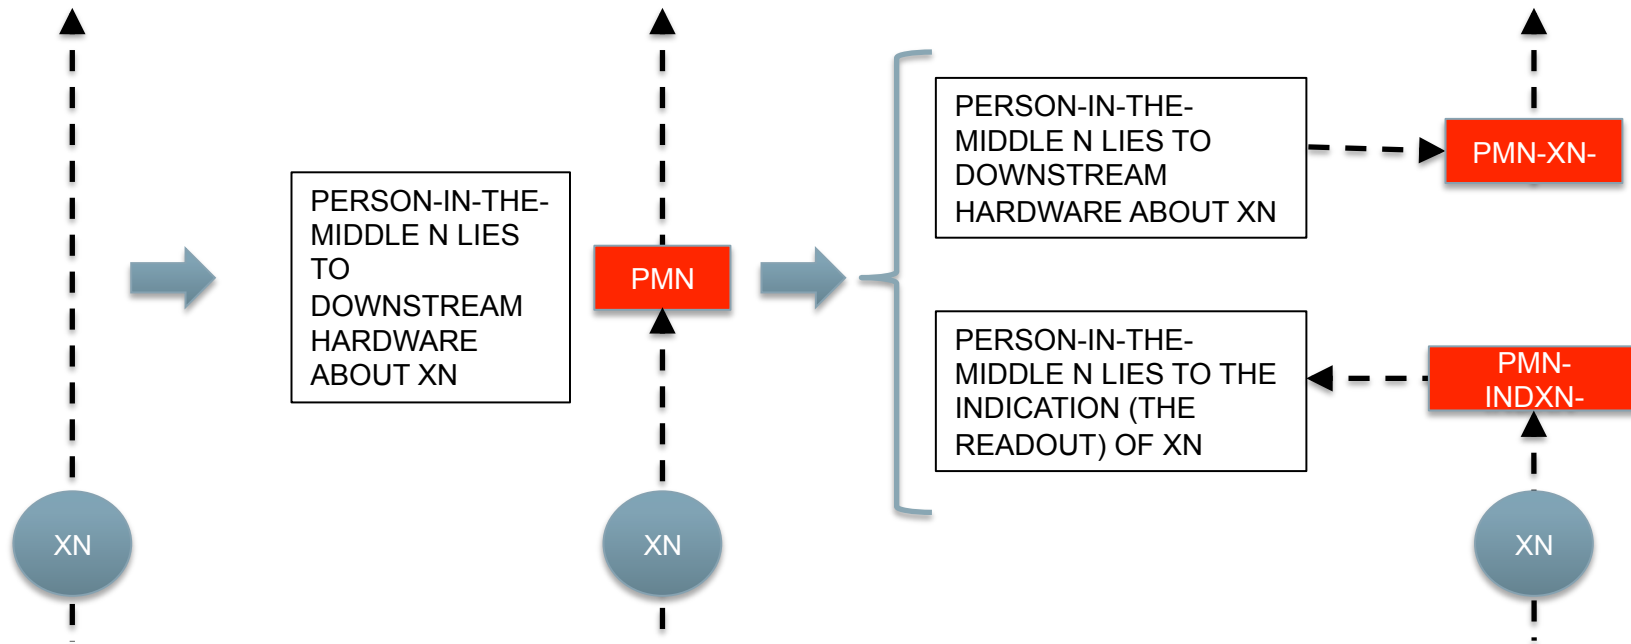 XN
PERSON-IN-THE-
MIDDLE N LIES
TO
DOWNSTREAM
HARDWARE
ABOUT XN
PMN
XN
PERSON-IN-THE-
MIDDLE N LIES TO
DOWNSTREAM
HARDWARE ABOUT XN
PMN-XN-
PERSON-IN-THE-
MIDDLE N LIES TO THE
INDICATION (THE
READOUT) OF XN
PMN-
INDXN-
XN